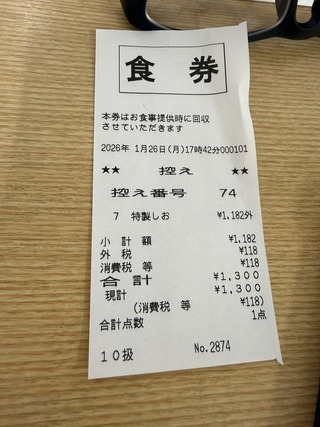 食 券
本券はお食事提供時に回収
させていただきます
2026年 1月26日(月)17時42分000101
★★ 控え ★★
控え番号 74
7 特製しお ¥1,182外
小 計 額 ¥1,182
外 税 ¥118
消費税 等 ¥118
合 計 ¥1,300
現計 ¥1,300
(消費税 等 ¥118)
合計点数 1点
10扱 No.2874